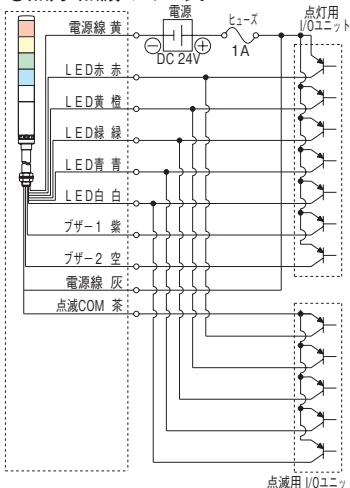 電源
ヒューズ
点灯用
I/Oユニット
電源線 黄
DC 24V
1A
LED赤 赤
LED黄 橙
LED緑 緑
LED青 青
LED白 白
ブザー1 紫
ブザー2 空
電源線 灰
点滅COM 茶
点滅用 I/Oユニッ